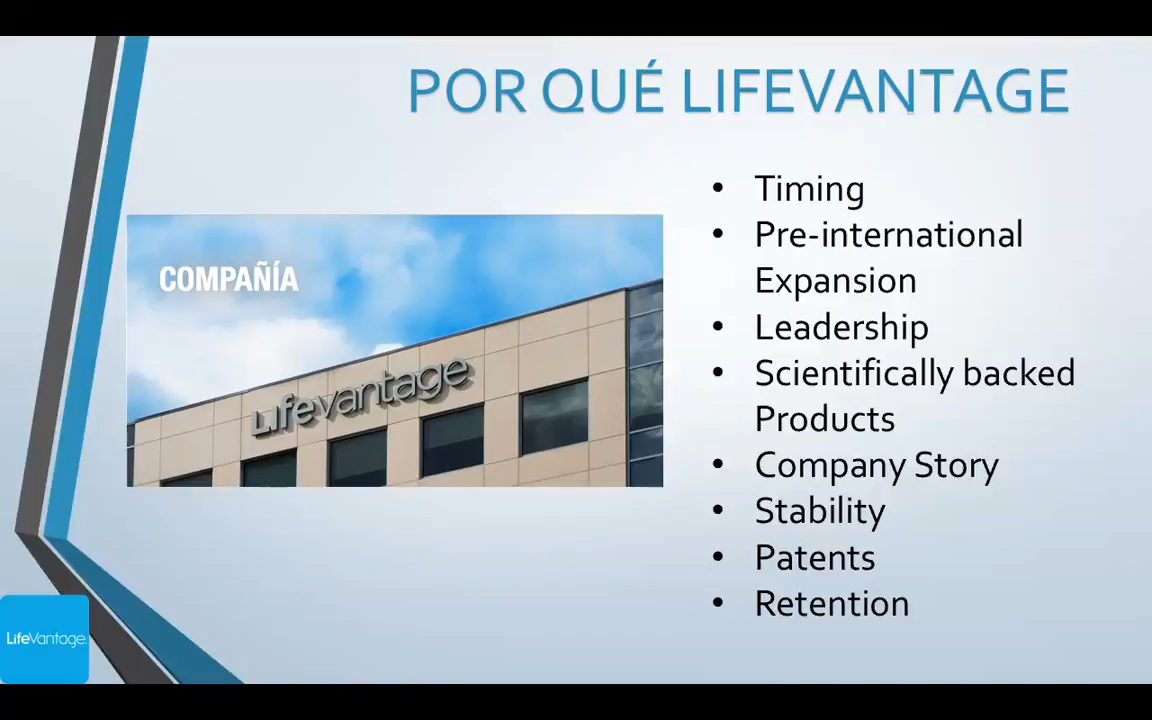 POR QUÉ LIFEVANTAGE
COMPAÑÍA
Lifevantage
• Timing
• Pre-international
Expansion
• Leadership
• Scientifically backed
Products
• Company Story
• Stability
• Patents
• Retention
LifeVantage.